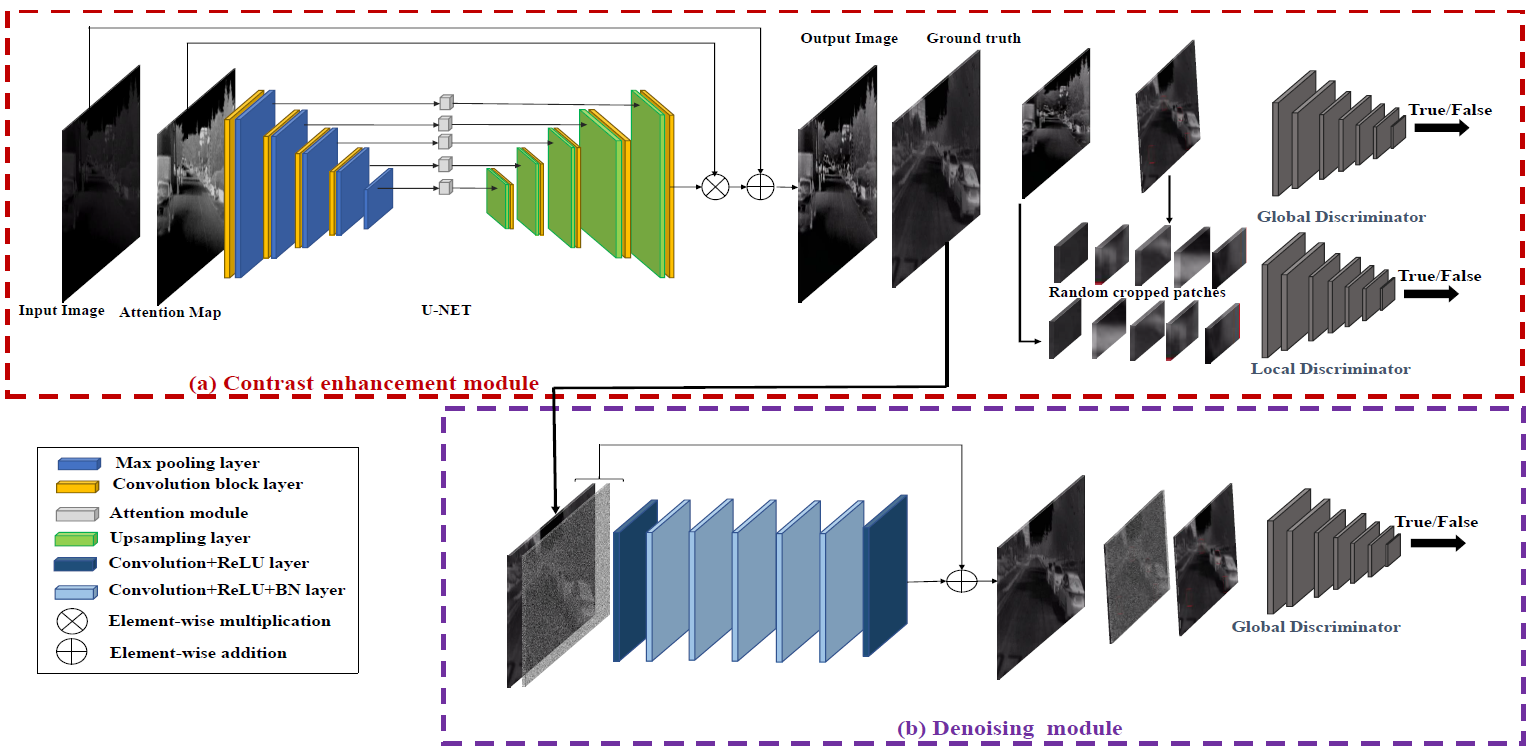 Output Image
Ground truth
True/False
Global Discriminator
True/False
Random cropped patches
Input Image
Attention Map
U-NET
Local Discriminator
(a) Contrast enhancement module
Max pooling layer
Convolution block layer
Attention module
Upsampling layer
Convolution+ReLU layer
Convolution+ReLU+BN layer
Element-wise multiplication
Element-wise addition
True/False
Global Discriminator
(b) Denoising module